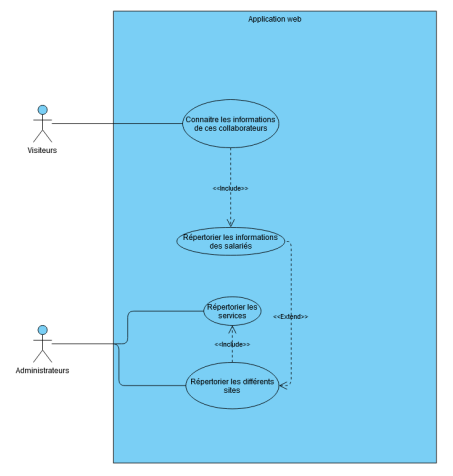 Application web
Connaitre les informations
de ces collaborateurs
Visiteurs
<<Include>>
Répertorier les informations
des salariés
Répertorier les
services
<<Extend>>
<<Include>>
Administrateurs
Répertorier les différents
sites